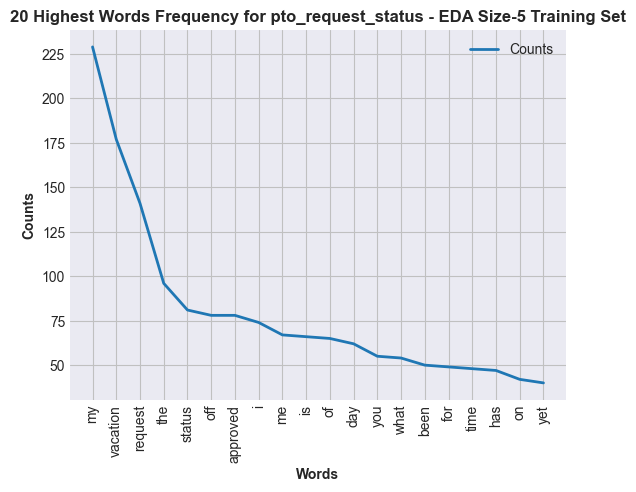 20 Highest Words Frequency for pto_request_status - EDA Size-5 Training Set
Counts
225
200
175
150
125
100
75
50
Counts
my
vacation
request
the
status
off
approved
i
me
is
of
day
you
what
been
for
time
has
on
yet
Words